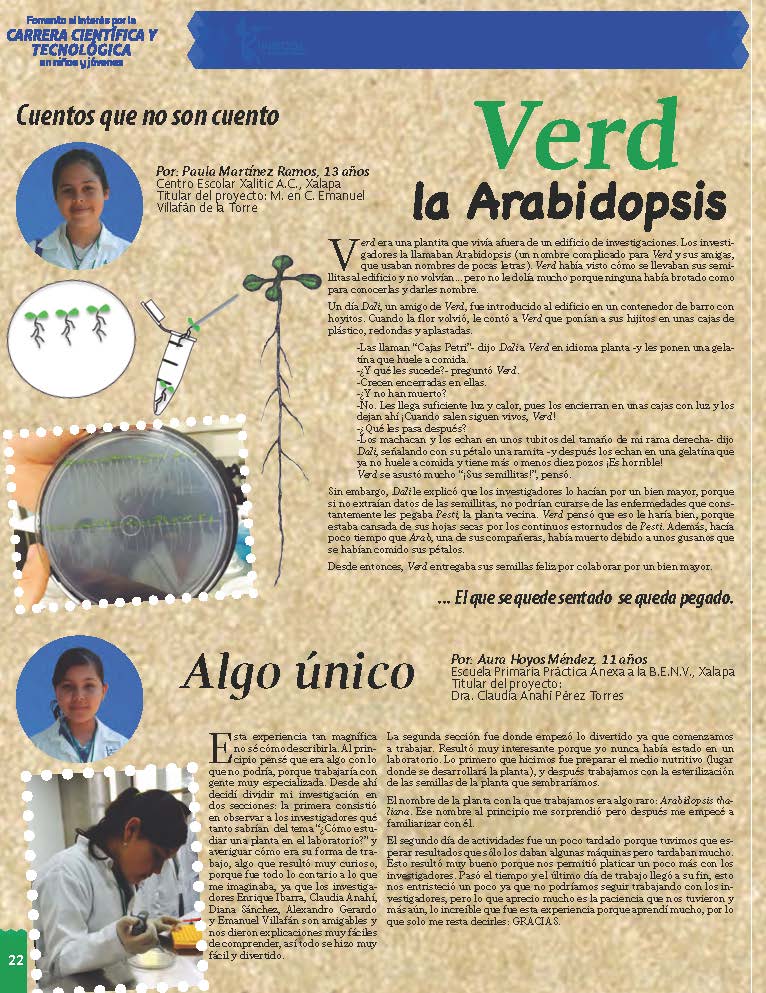 Fomento al interés por la
CARRERA CIENTÍFICA Y
TECNOLÓGICA
en niños y jóvenes
Cuentos que no son cuento
Verd
la Arabidopsis
Por: Paula Martínez Ramos, 13 años
Centro Escolar Xalitic A.C., Xalapa
Titular del proyecto: M. en C. Emanuel
Villafán de la Torre
Verd era una plantita que vivía afuera de un edificio de investigaciones. Los investi-
gadores la llamaban Arabidopsis (un nombre complicado para Verd y sus amigas,
que usaban nombres de pocas letras). Verd había visto cómo se llevaban sus semi-
llitas al edificio y no volvían... pero no le dolía mucho porque ninguna había brotado como
para conocerlas y darles nombre.
Un día Dali, un amigo de Verd, fue introducido al edificio en un contenedor de barro con
hoyitos. Cuando la flor volvió, le contó a Verd que ponían a sus hijitos en unas cajas de
plástico, redondas y aplastadas.
-Las llaman “Cajas Petri”- dijo Dali a Verd en idioma planta -y les ponen una gela-
tina que huele a comida.
-¿Y qué les sucede?- preguntó Verd.
-Crecen encerradas en ellas.
-¿Y no han muerto?
-No. Les llega suficiente luz y calor, pues los encierran en unas cajas con luz y los
dejan ahí ¡Cuando salen siguen vivos, Verd!
-¿Qué les pasa después?
-Los machacan y los echan en unos tubitos del tamaño de mi rama derecha- dijo
Dali, señalando con su pétalo una ramita -y después los echan en una gelatina que
ya no huele a comida y tiene más o menos diez pozos ¡Es horrible!
Verd se asustó mucho “¡Sus semillitas!”, pensó.
Sin embargo, Dali le explicó que los investigadores lo hacían por un bien mayor, porque
si no extraían datos de las semillitas, no podrían curarse de las enfermedades que cons-
tantemente les pegaba Pesti, la planta vecina. Verd pensó que eso le haría bien, porque
estaba cansada de sus hojas secas por los continuos estornudos de Pesti. Además, hacía
poco tiempo que Arab, una de sus compañeras, había muerto debido a unos gusanos que
se habían comido sus pétalos.
Desde entonces, Verd entregaba sus semillas feliz por colaborar por un bien mayor.
... El que se quede sentado se queda pegado.
Algo único
Por: Aura Hoyos Méndez, 11 años
Escuela Primaria Práctica Anexa a la B.E.N.V., Xalapa
Titular del proyecto:
Dra. Claudia Anahí Pérez Torres
Esta experiencia tan magnífica
no sé cómo describirla. Al prin-
cipio pensé que era algo con lo
que no podría, porque trabajaría con
gente muy especializada. Desde ahí
decidí dividir mi investigación en
dos secciones: la primera consistió
en observar a los investigadores qué
tanto sabrían del tema “¿Cómo estu-
diar una planta en el laboratorio?” y
averiguar cómo era su forma de tra-
bajo, algo que resultó muy curioso,
porque fue todo lo contario a lo que
me imaginaba, ya que los investiga-
dores Enrique Ibarra, Claudia Anahí,
Diana Sánchez, Alexandro Gerardo
y Emanuel Villafán son amigables y
nos dieron explicaciones muy fáciles
de comprender, así todo se hizo muy
fácil y divertido.
La segunda sección fue donde empezó lo divertido ya que comenzamos
a trabajar. Resultó muy interesante porque yo nunca había estado en un
laboratorio. Lo primero que hicimos fue preparar el medio nutritivo (lugar
donde se desarrollará la planta), y después trabajamos con la esterilización
de las semillas de la planta que sembraríamos.
El nombre de la planta con la que trabajamos era algo raro: Arabidopsis tha-
liana. Ese nombre al principio me sorprendió pero después me empecé a
familiarizar con él.
El segundo día de actividades fue un poco tardado porque tuvimos que es-
perar resultados que sólo los daban algunas máquinas pero tardaban mucho.
Esto resultó muy bueno porque nos permitió platicar un poco más con los
investigadores. Pasó el tiempo y el último día de trabajo llegó a su fin, esto
nos entristeció un poco ya que no podríamos seguir trabajando con los in-
vestigadores, pero lo que aprecio mucho es la paciencia que nos tuvieron y
más aún, lo increíble que fue esta experiencia porque aprendí mucho, por lo
que solo me resta decirles: GRACIAS.
22